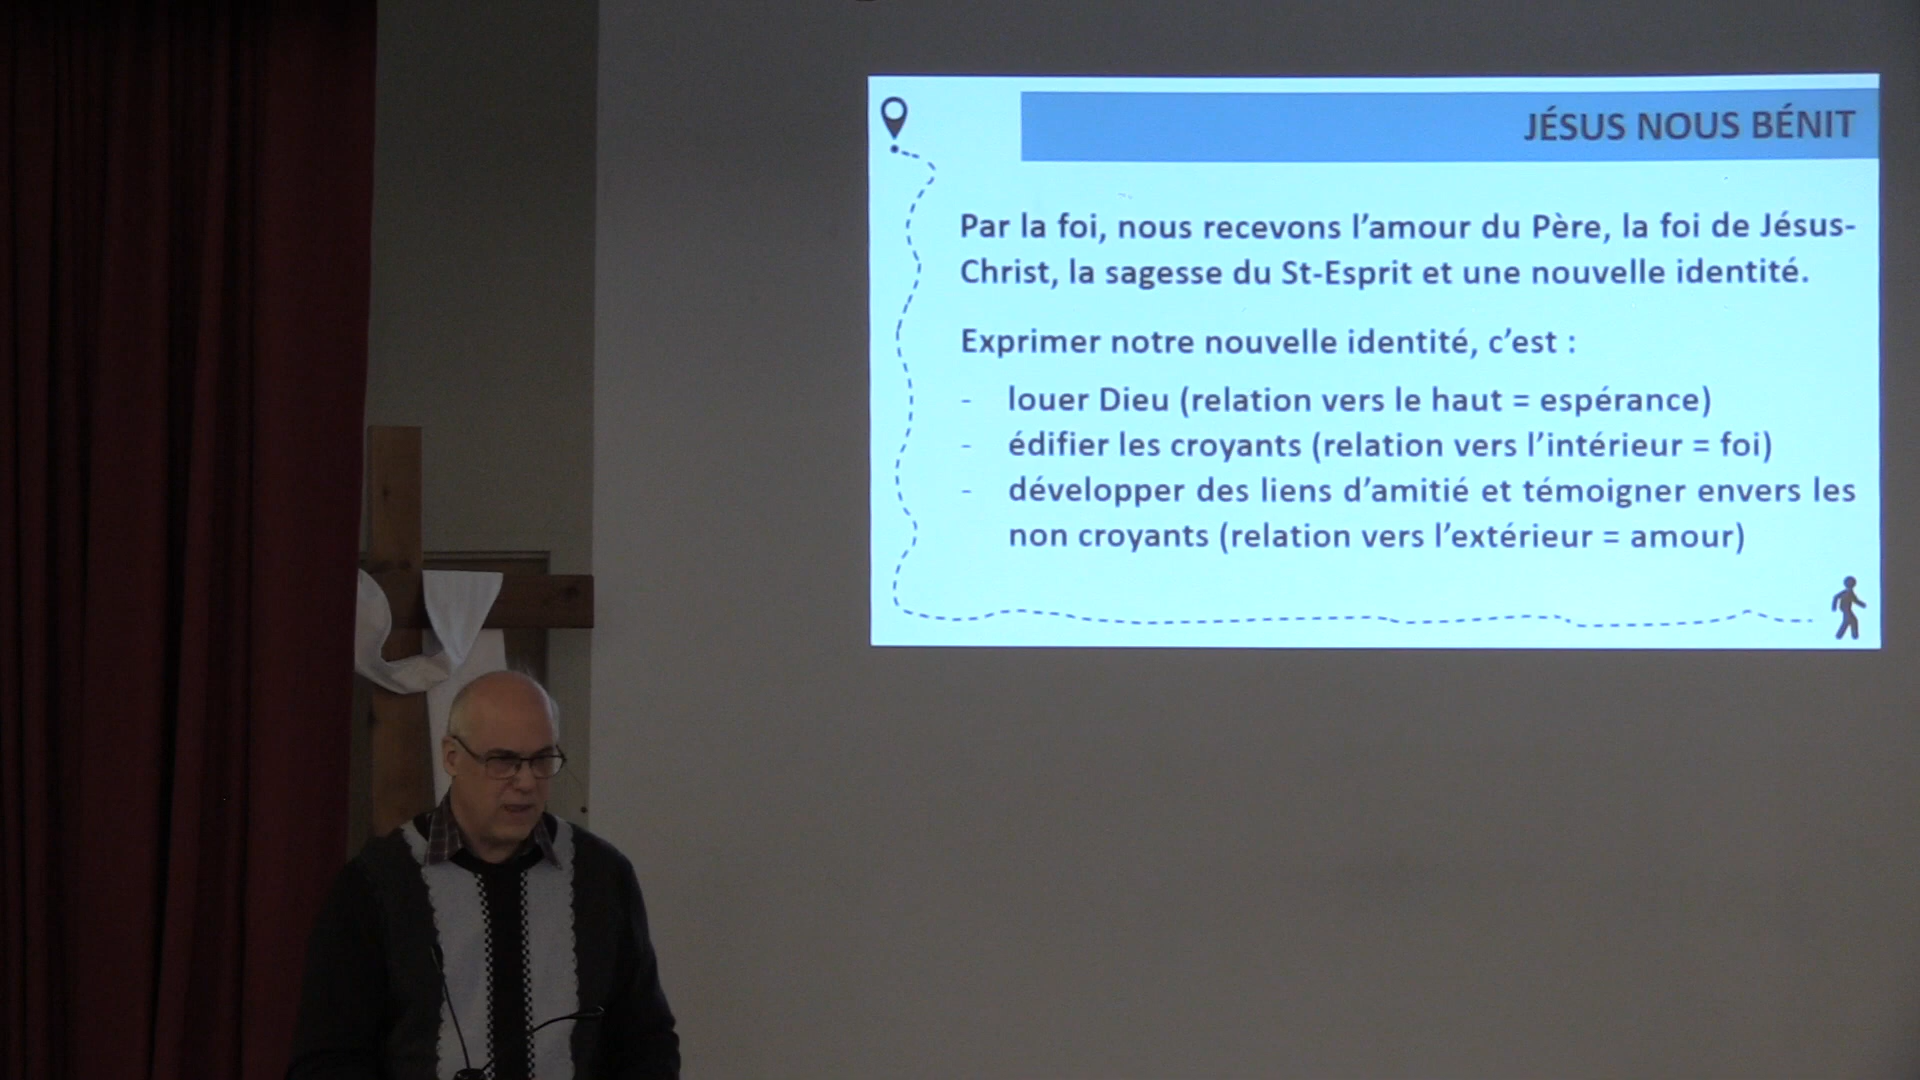 JÉSUS NOUS BÉNIT
Par la foi, nous recevons l'amour du Père, la foi de Jésus-
Christ, la sagesse du St-Esprit et une nouvelle identité.
Exprimer notre nouvelle identité, c'est :
- louer Dieu (relation vers le haut = espérance)
- édifier les croyants (relation vers l'intérieur = foi)
- développer des liens d'amitié et témoigner envers les
non croyants (relation vers l'extérieur = amour)